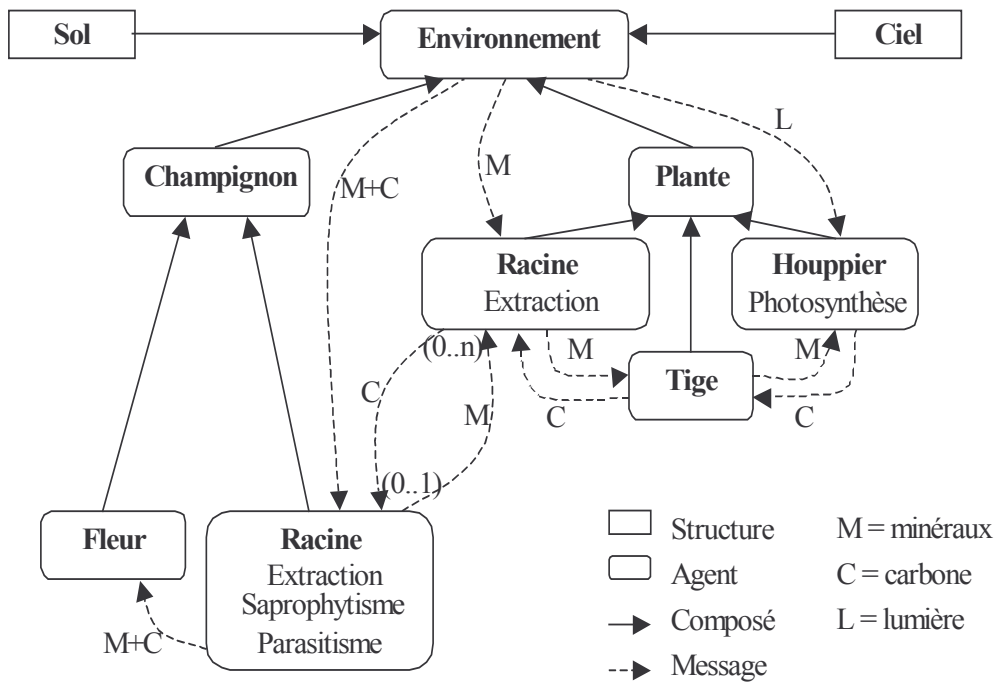 Sol
Environnement
Ciel
L
Champignon
M+C
M
Plante
Racine
Extraction
Houppier
Photosynthèse
(0..n)
M
M
C
M
Tige
C
C
(0..1)
Fleur
Racine
Extraction
Saprophytisme
Parasitisme
M+C
Structure
M = minéraux
Agent
C = carbone
Composé
L = lumière
Message